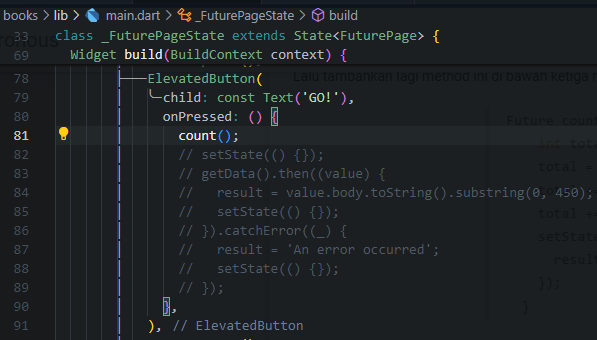 books > lib > main.dart > _FuturePageState > build
33 class _FuturePageState extends State<FuturePage> {
69 Widget build(BuildContext context) {
78 ElevatedButton(
79 child: const Text('GO!'),
80 onPressed: () {
81 count();
82 // setState(() {});
83 // getData().then((value) {
84 //   result = value.body.toString().substring(0, 450);
85 //   setState(() {});
86 // }).catchError((_) {
87 //   result = 'An error occurred';
88 //   setState(() {});
89 // });
90 },
91 ), // ElevatedButton
Lalu tambahkan lagi method ini di bawah ketiga
Future coun
total
total +
setState
resul
});
}